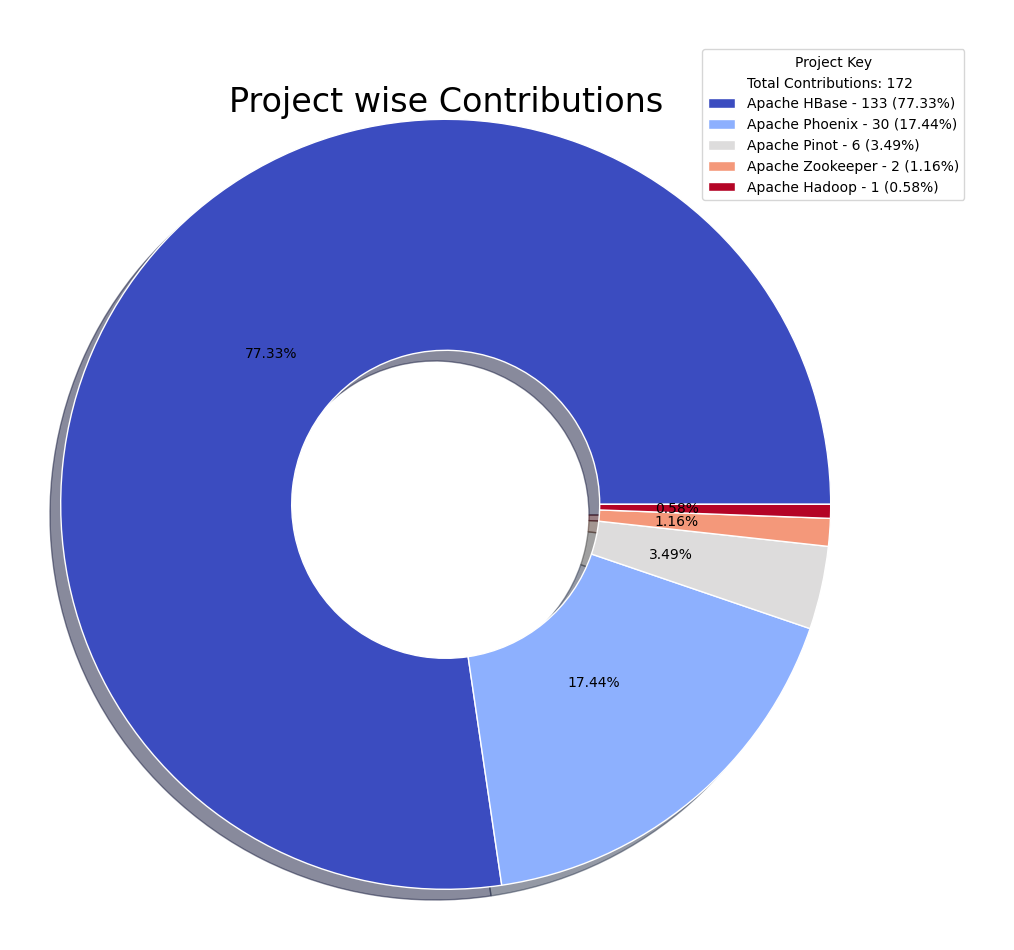 Project wise Contributions
Project Key
Total Contributions: 172
Apache HBase - 133 (77.33%)
Apache Phoenix - 30 (17.44%)
Apache Pinot - 6 (3.49%)
Apache Zookeeper - 2 (1.16%)
Apache Hadoop - 1 (0.58%)
77.33%
0.58%
1.16%
3.49%
17.44%